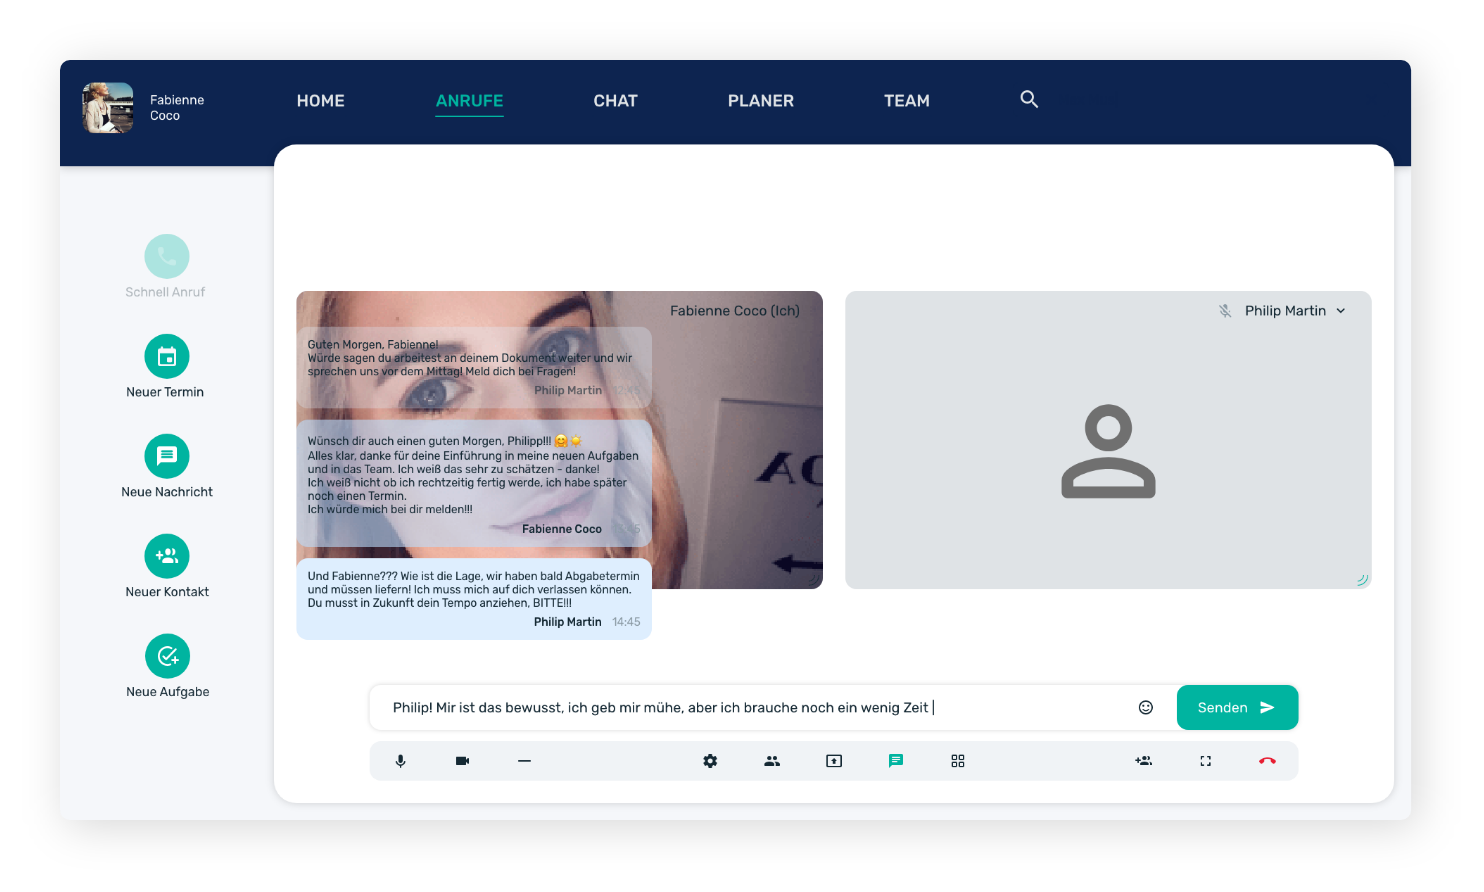 Fabienne
Coco
HOME
ANRUFE
CHAT
PLANER
TEAM
Schnell Anruf
Neuer Termin
Neue Nachricht
Neuer Kontakt
Neue Aufgabe
Fabienne Coco (Ich)
Guten Morgen, Fabienne!
Würde sagen du arbeitest an deinem Dokument weiter und wir
sprechen uns vor dem Mittag! Meld dich bei Fragen!
Philip Martin
Wünsch dir auch einen guten Morgen, Philipp!!! 🤗☀️
Alles klar, danke für deine Einführung in meine neuen Aufgaben
und in das Team. Ich weiß das sehr zu schätzen - danke!
Ich weiß nicht ob ich rechtzeitig fertig werde, ich habe später
noch einen Termin.
Ich würde mich bei dir melden!!!
Fabienne Coco
Und Fabienne??? Wie ist die Lage, wir haben bald Abgabetermin
und müssen liefern! Ich muss mich auf dich verlassen können.
Du musst in Zukunft dein Tempo anziehen, BITTE!!!
Philip Martin 14:45
Philip Martin
Philip! Mir ist das bewusst, ich geb mir mühe, aber ich brauche noch ein wenig Zeit
Senden